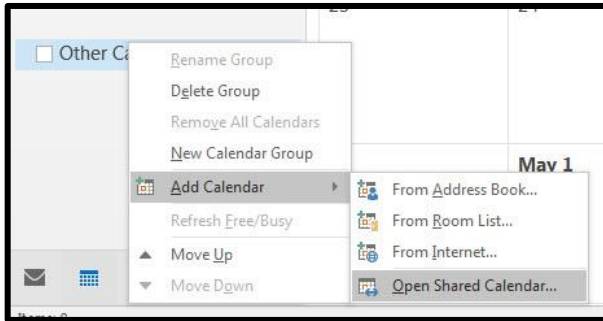 Other Ca
Rename Group
Delete Group
Remove All Calendars
New Calendar Group
Add Calendar
Refresh Free/Busy
Move Up
Move Down
May 1
From Address Book...
From Room List...
From Internet...
Open Shared Calendar...